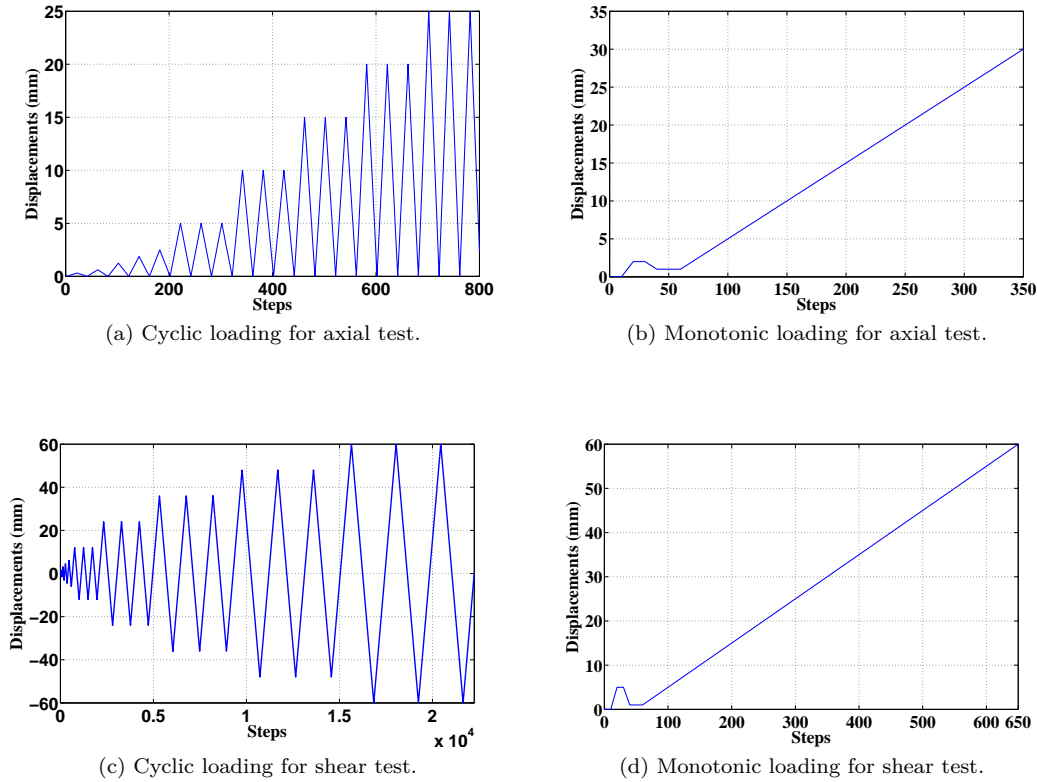 25
20
15
10
5
0
Displacements (mm)
0 200 400 600 800
Steps
(a) Cyclic loading for axial test.
35
30
25
20
15
10
5
0
Displacements (mm)
0 50 100 150 200 250 300 350
Steps
(b) Monotonic loading for axial test.
60
40
20
0
−20
−40
−60
Displacements (mm)
0 0.5 1 1.5 2
Steps
x 10^4
(c) Cyclic loading for shear test.
60
50
40
30
20
10
0
Displacements (mm)
0 100 200 300 400 500 600 650
Steps
(d) Monotonic loading for shear test.